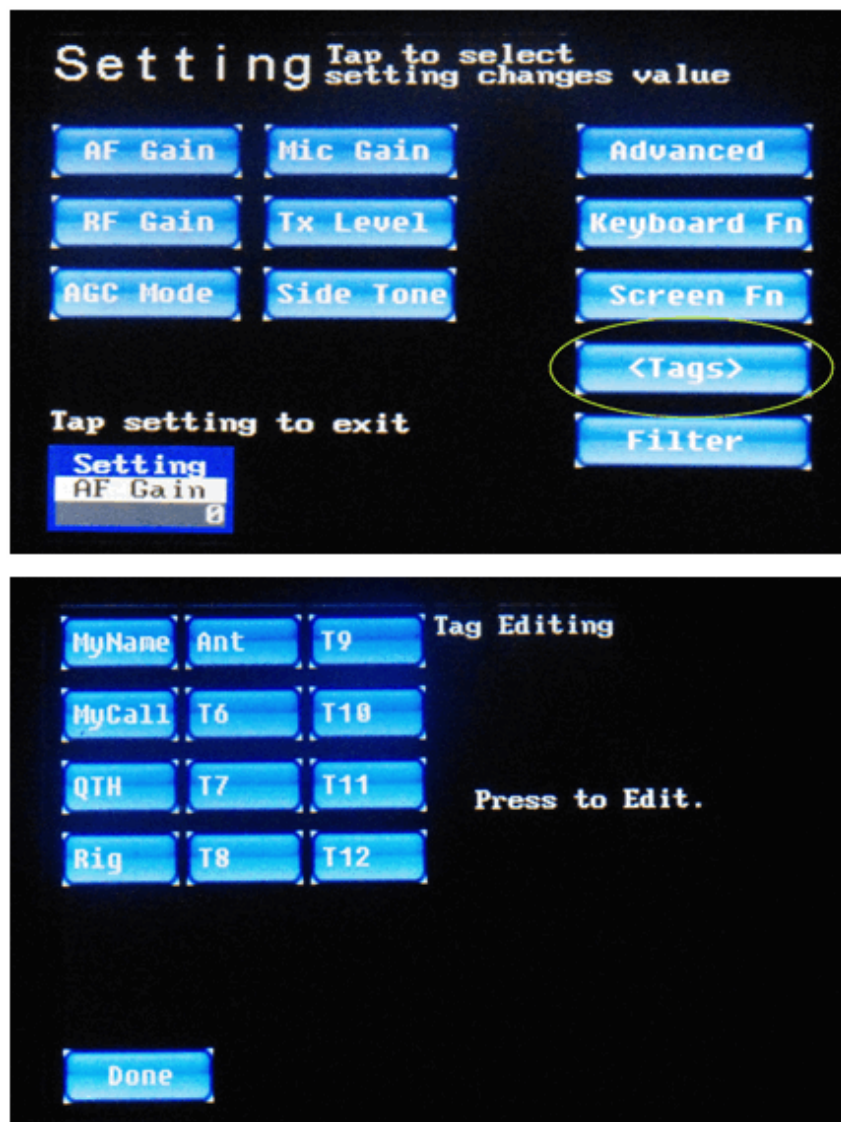 Setting Tap to select
setting changes value
AF Gain Mic Gain Advanced
RF Gain Tx Level Keyboard Fn
AGC Mode Side Tone Screen Fn
<Tags>
Tap setting to exit
Filter
Setting
AF Gain
0
MyName Ant T9 Tag Editing
MyCall T6 T10
QTH T7 T11
Press to Edit.
Rig T8 T12
Done